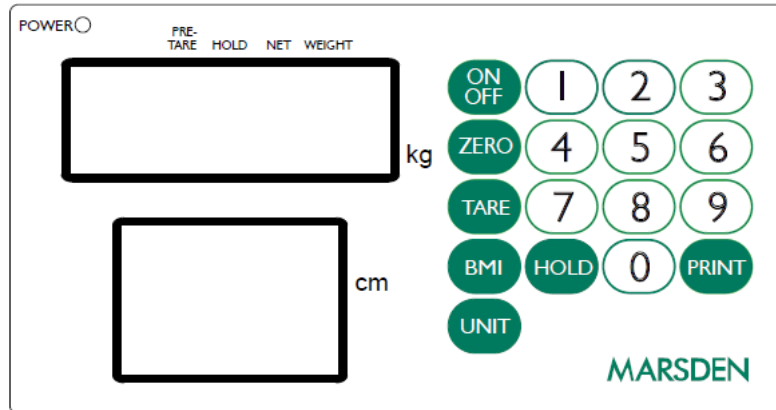 POWER
PRE-
TARE HOLD NET WEIGHT
kg
cm
ON
OFF
1 2 3
ZERO 4 5 6
TARE 7 8 9
BMI HOLD 0 PRINT
UNIT
MARSDEN